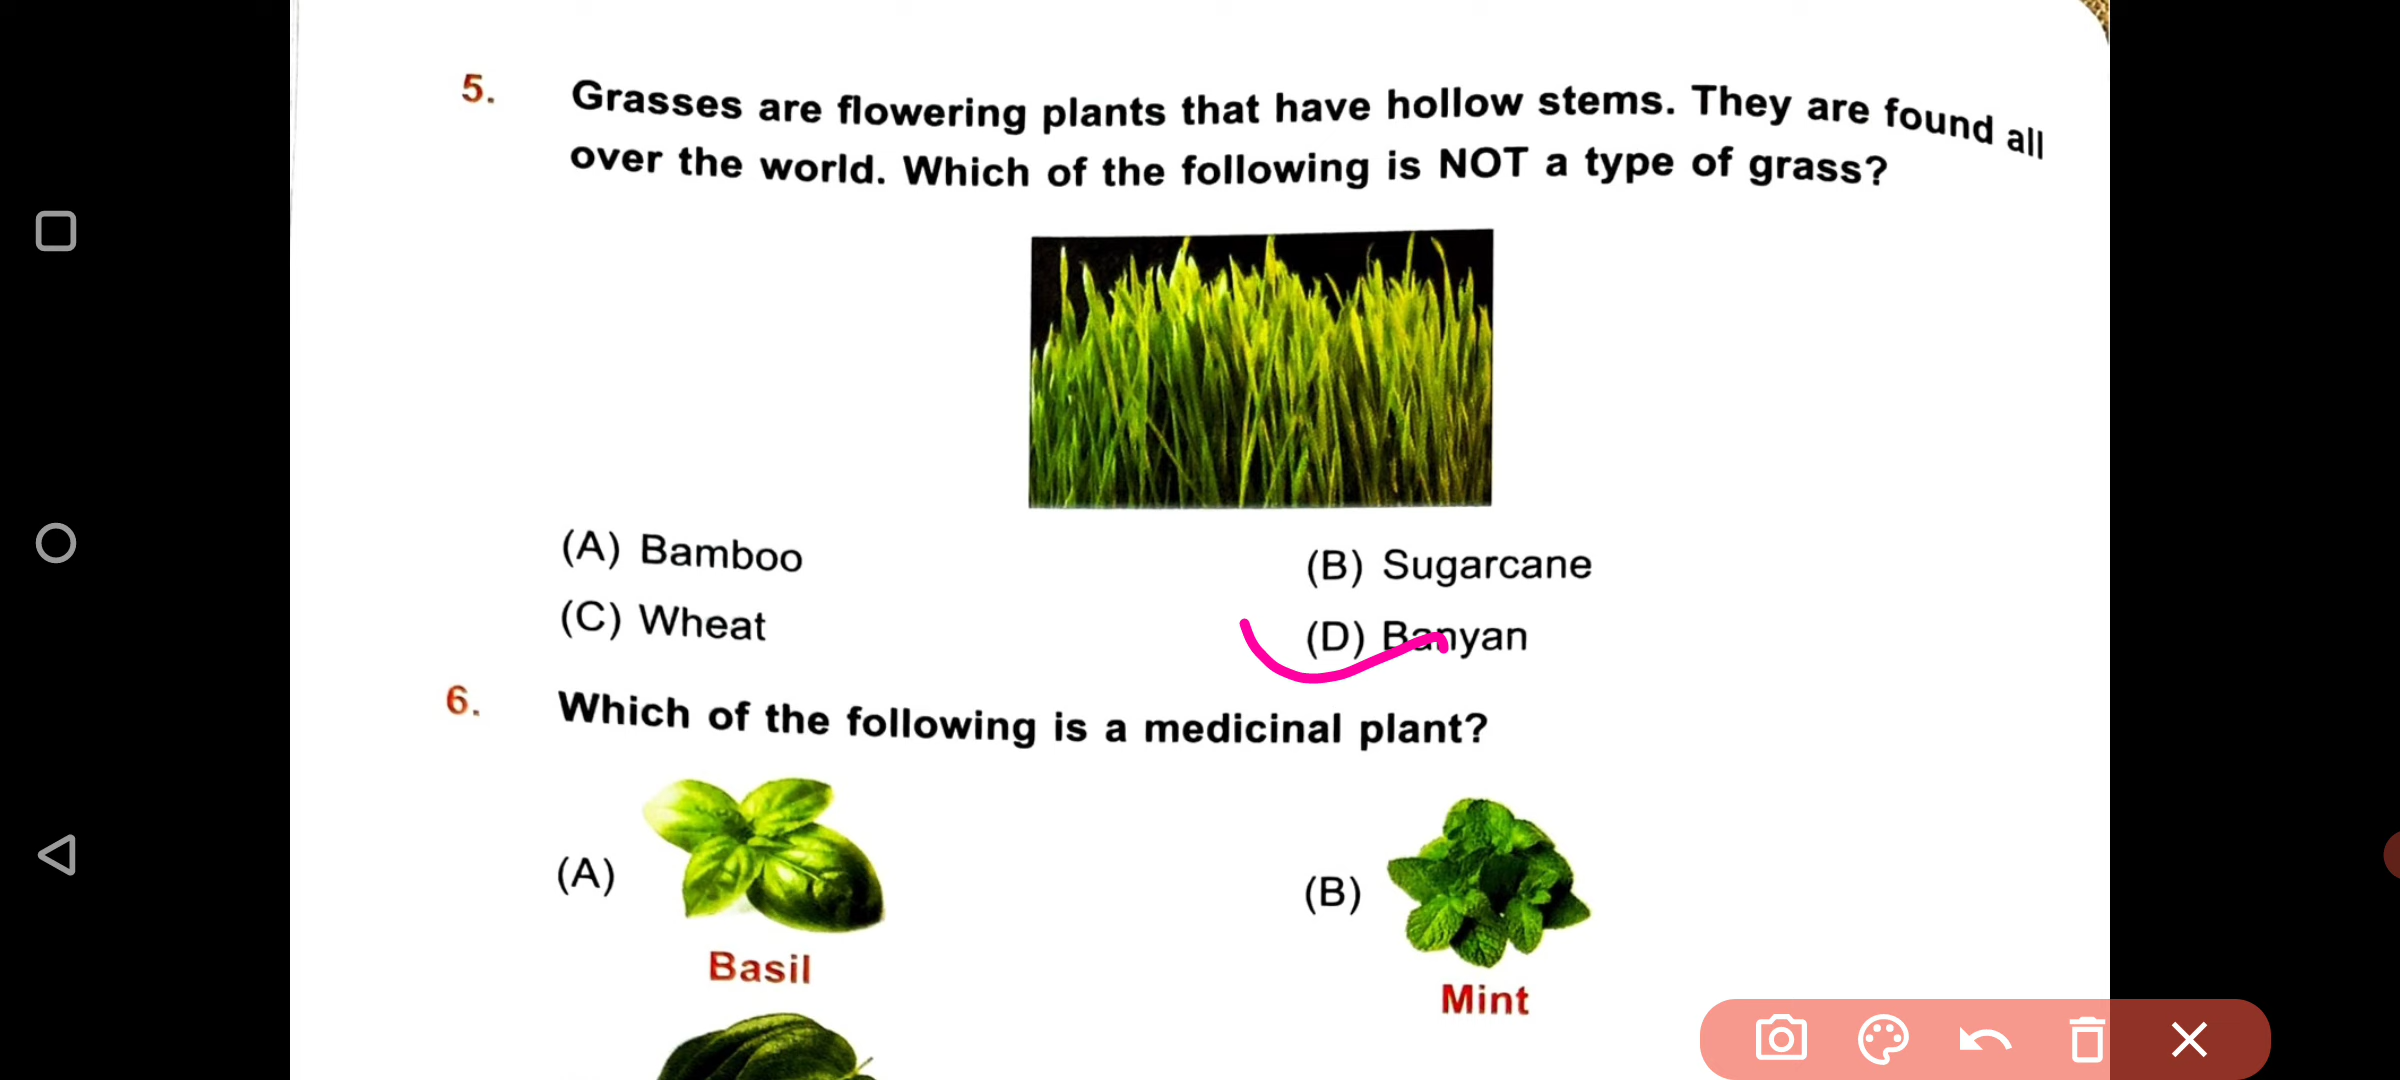 5. Grasses are flowering plants that have hollow stems. They are found all
over the world. Which of the following is NOT a type of grass?
(A) Bamboo (B) Sugarcane
(C) Wheat (D) Banyan
6. Which of the following is a medicinal plant?
(A) (B)
Basil
Mint